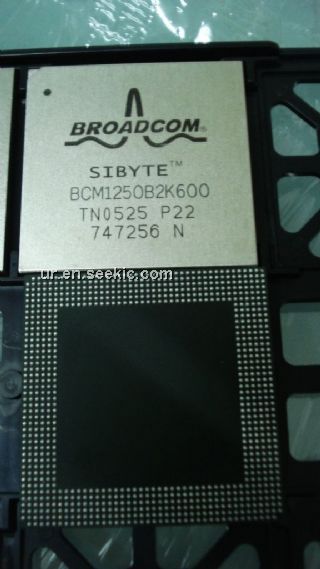 BROADCOM®
SIBYTE™
BCM1250B2K600
TN0525 P22
747256 N
ur.en.seekic.com